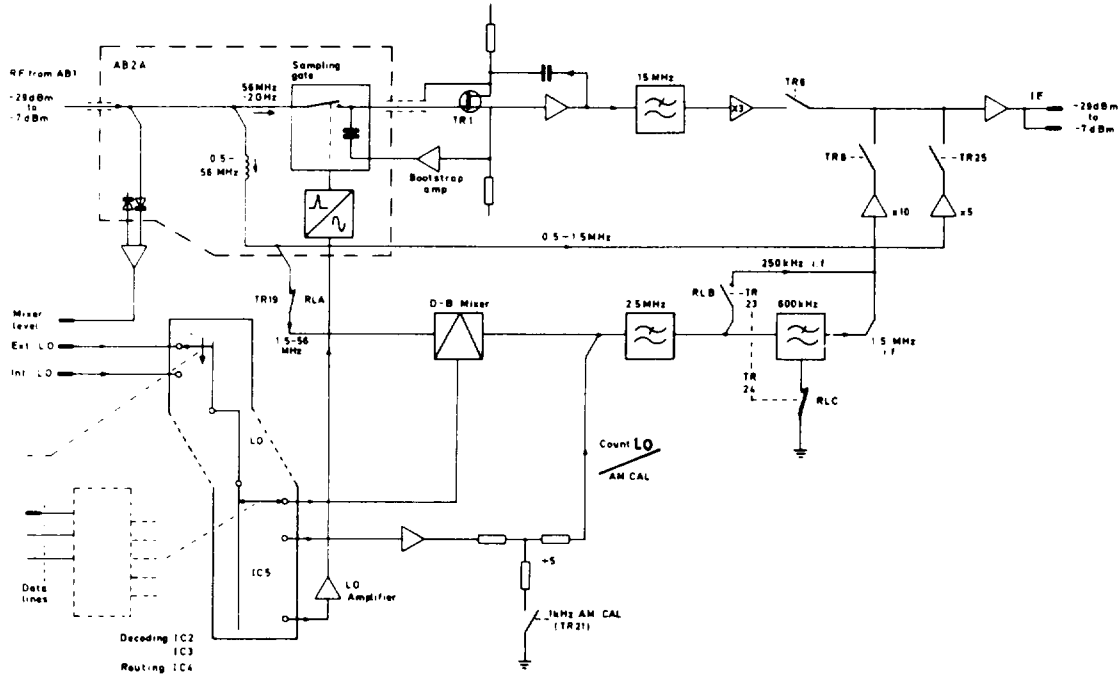 RF from AB1
-29dBm
to
-7dBm
AB2A
56MHz
-2GHz
Sampling
gate
TR1
15MHz
x3
TR6
IF
-29dBm
to
-7dBm
0.5-
56 MHz
Bootstrap
amp
TR8
TR25
x10
x5
0.5-1.5MHz
250kHz i.f
Mixer
level
Ext LO
Int LO
TR19
RLA
1.5-56
MHz
D-B Mixer
2.5MHz
RLB
TR
23
600kHz
1.5 MHz
i.f
TR
24
RLC
LO
Count LO
AM CAL
IC5
LO
Amplifier
÷5
1kHz AM CAL
(TR21)
Data
lines
Decoding IC2
IC3
Routing IC4